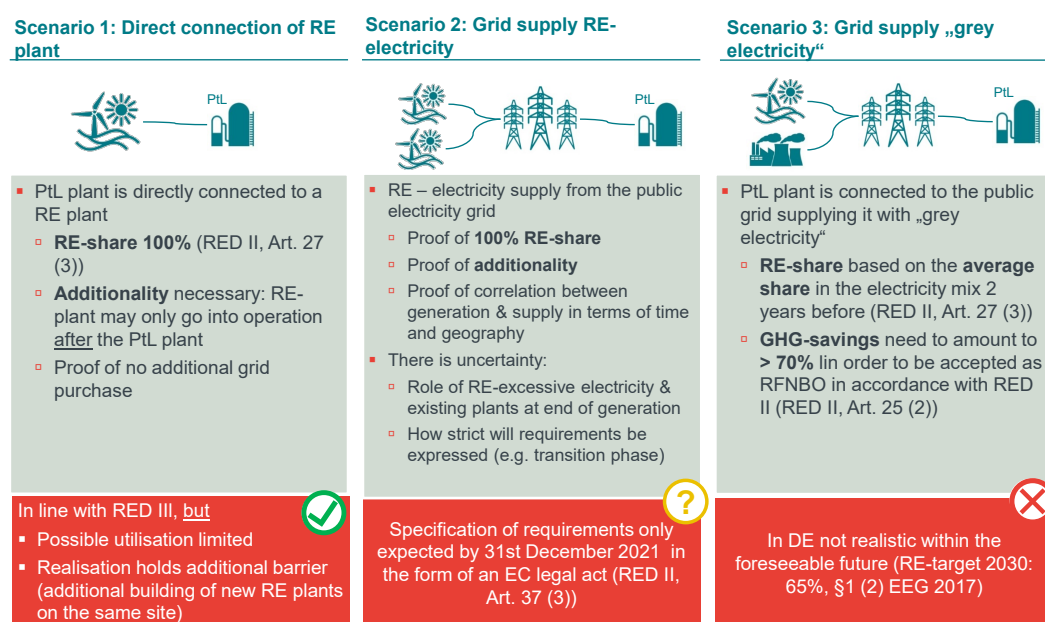 Scenario 1: Direct connection of RE
plant
PtL
▪ PtL plant is directly connected to a
RE plant
▫ RE-share 100% (RED II, Art. 27
(3))
▫ Additionality necessary: RE-
plant may only go into operation
after the PtL plant
▫ Proof of no additional grid
purchase
In line with RED III, but
▪ Possible utilisation limited
▪ Realisation holds additional barrier
(additional building of new RE plants
on the same site)
Scenario 2: Grid supply RE-
electricity
PtL
▪ RE – electricity supply from the public
electricity grid
▫ Proof of 100% RE-share
▫ Proof of additionality
▫ Proof of correlation between
generation & supply in terms of time
and geography
▪ There is uncertainty:
▫ Role of RE-excessive electricity &
existing plants at end of generation
▫ How strict will requirements be
expressed (e.g. transition phase)
?
Specification of requirements only
expected by 31st December 2021 in
the form of an EC legal act (RED II,
Art. 37 (3))
Scenario 3: Grid supply „grey
electricity“
PtL
▪ PtL plant is connected to the public
grid supplying it with „grey
electricity“
▫ RE-share based on the average
share in the electricity mix 2
years before (RED II, Art. 27 (3))
▫ GHG-savings need to amount to
> 70% lin order to be accepted as
RFNBO in accordance with RED
II (RED II, Art. 25 (2))
In DE not realistic within the
foreseeable future (RE-target 2030:
65%, §1 (2) EEG 2017)